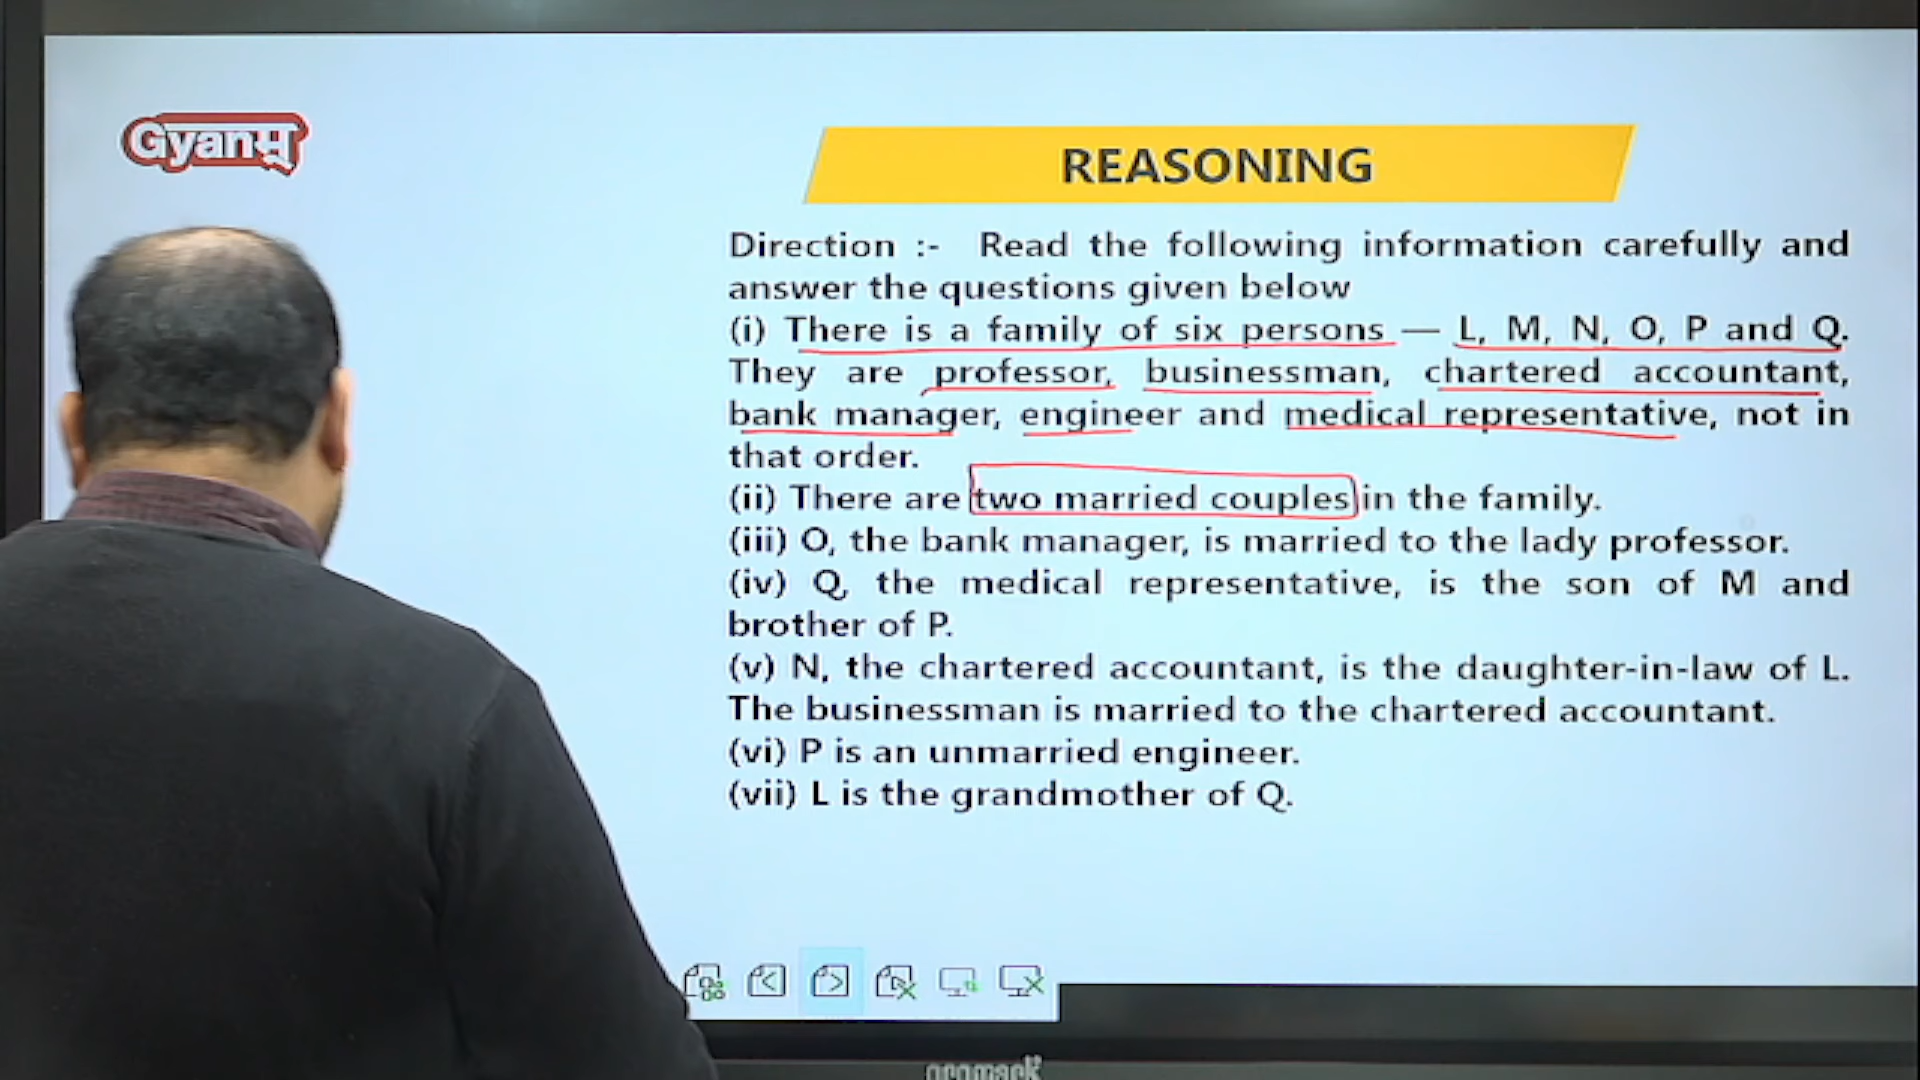 Gyanम्
REASONING
Direction :- Read the following information carefully and
answer the questions given below
(i) There is a family of six persons — L, M, N, O, P and Q.
They are professor, businessman, chartered accountant,
bank manager, engineer and medical representative, not in
that order.
(ii) There are two married couples in the family.
(iii) O, the bank manager, is married to the lady professor.
(iv) Q, the medical representative, is the son of M and
brother of P.
(v) N, the chartered accountant, is the daughter-in-law of L.
The businessman is married to the chartered accountant.
(vi) P is an unmarried engineer.
(vii) L is the grandmother of Q.